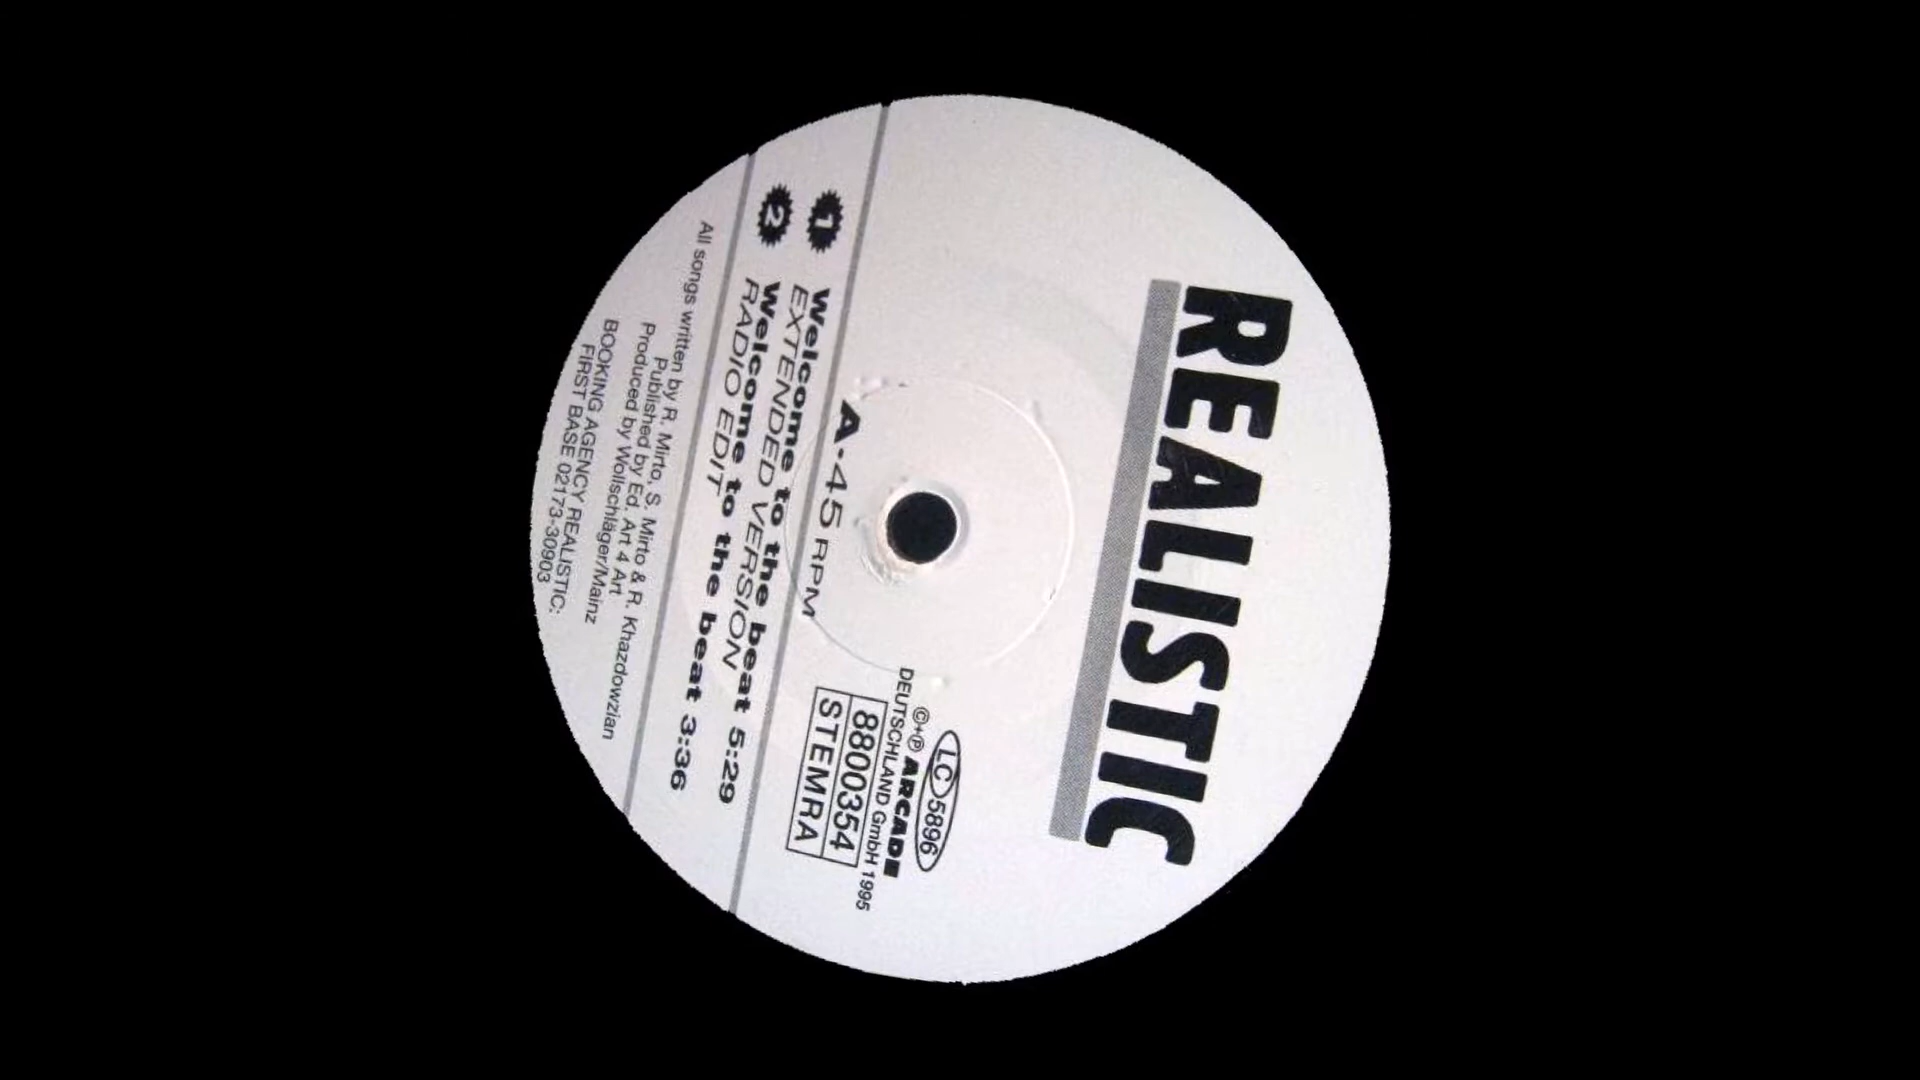 REALISTIC
LC 5896
©+℗ ARCADE
DEUTSCHLAND GmbH 1995
8800354
STEMRA
A·45 RPM
1 Welcome to the beat 5:29
EXTENDED VERSION
2 Welcome to the beat 3:36
RADIO EDIT
All songs written by R. Mirto, S. Mirto & R. Khazdowzian
Published by Ed. Art 4 Art
Produced by Wollschläger/Mainz
BOOKING AGENCY REALISTIC:
FIRST BASE 02173-30903